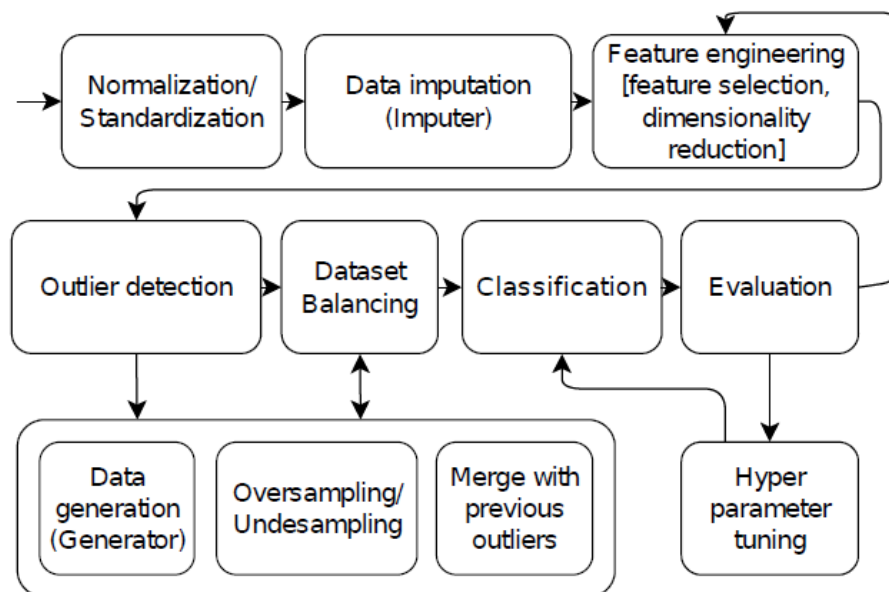 Normalization/
Standardization
Data imputation
(Imputer)
Feature engineering
[feature selection,
dimensionality
reduction]
Outlier detection
Dataset
Balancing
Classification
Evaluation
Data
generation
(Generator)
Oversampling/
Undesampling
Merge with
previous
outliers
Hyper
parameter
tuning